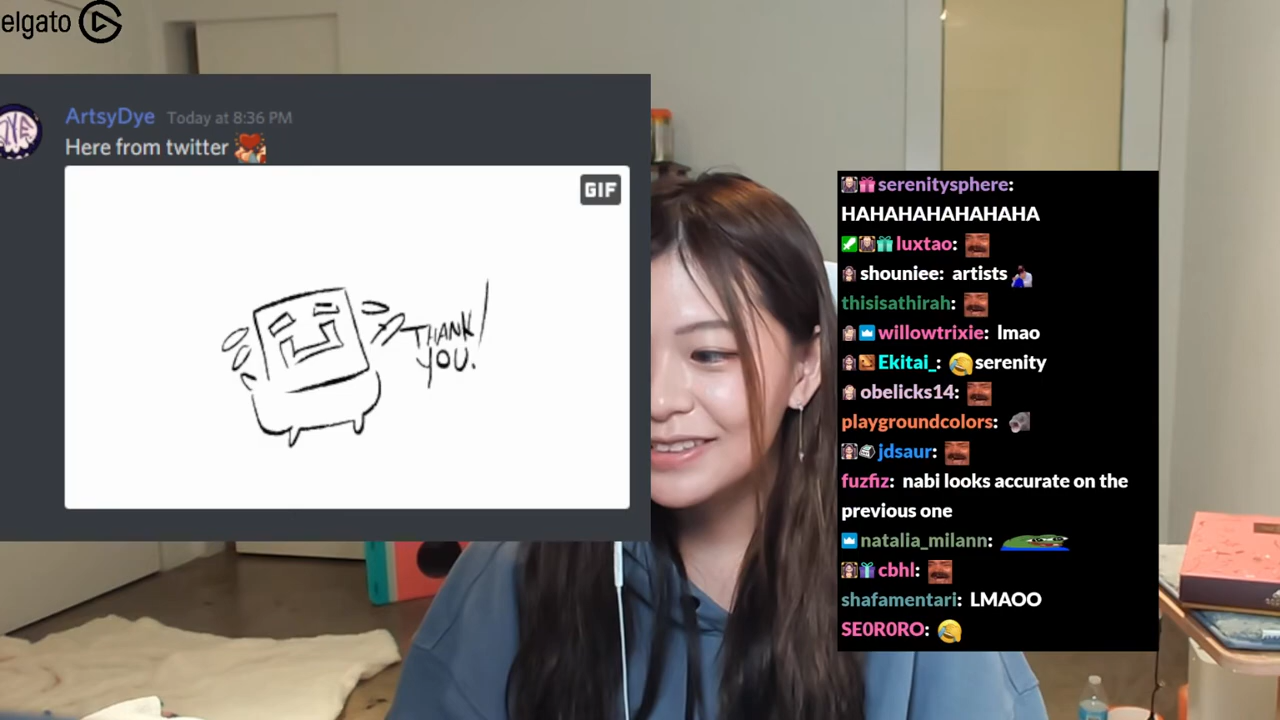 elgato
ArtsyDye Today at 8:36 PM
Here from twitter
GIF
THANK
YOU!
serenitysphere:
HAHAHAHAHAHAHA
luxtao:
shouniee: artists
thisisathirah:
willowtrixie: lmao
Ekitai_: serenity
obelicks14:
playgroundcolors:
jdsaur:
fuzfiz: nabi looks accurate on the
previous one
natalia_milann:
cbhl:
shafamentari: LMAOO
SE0R0RO: